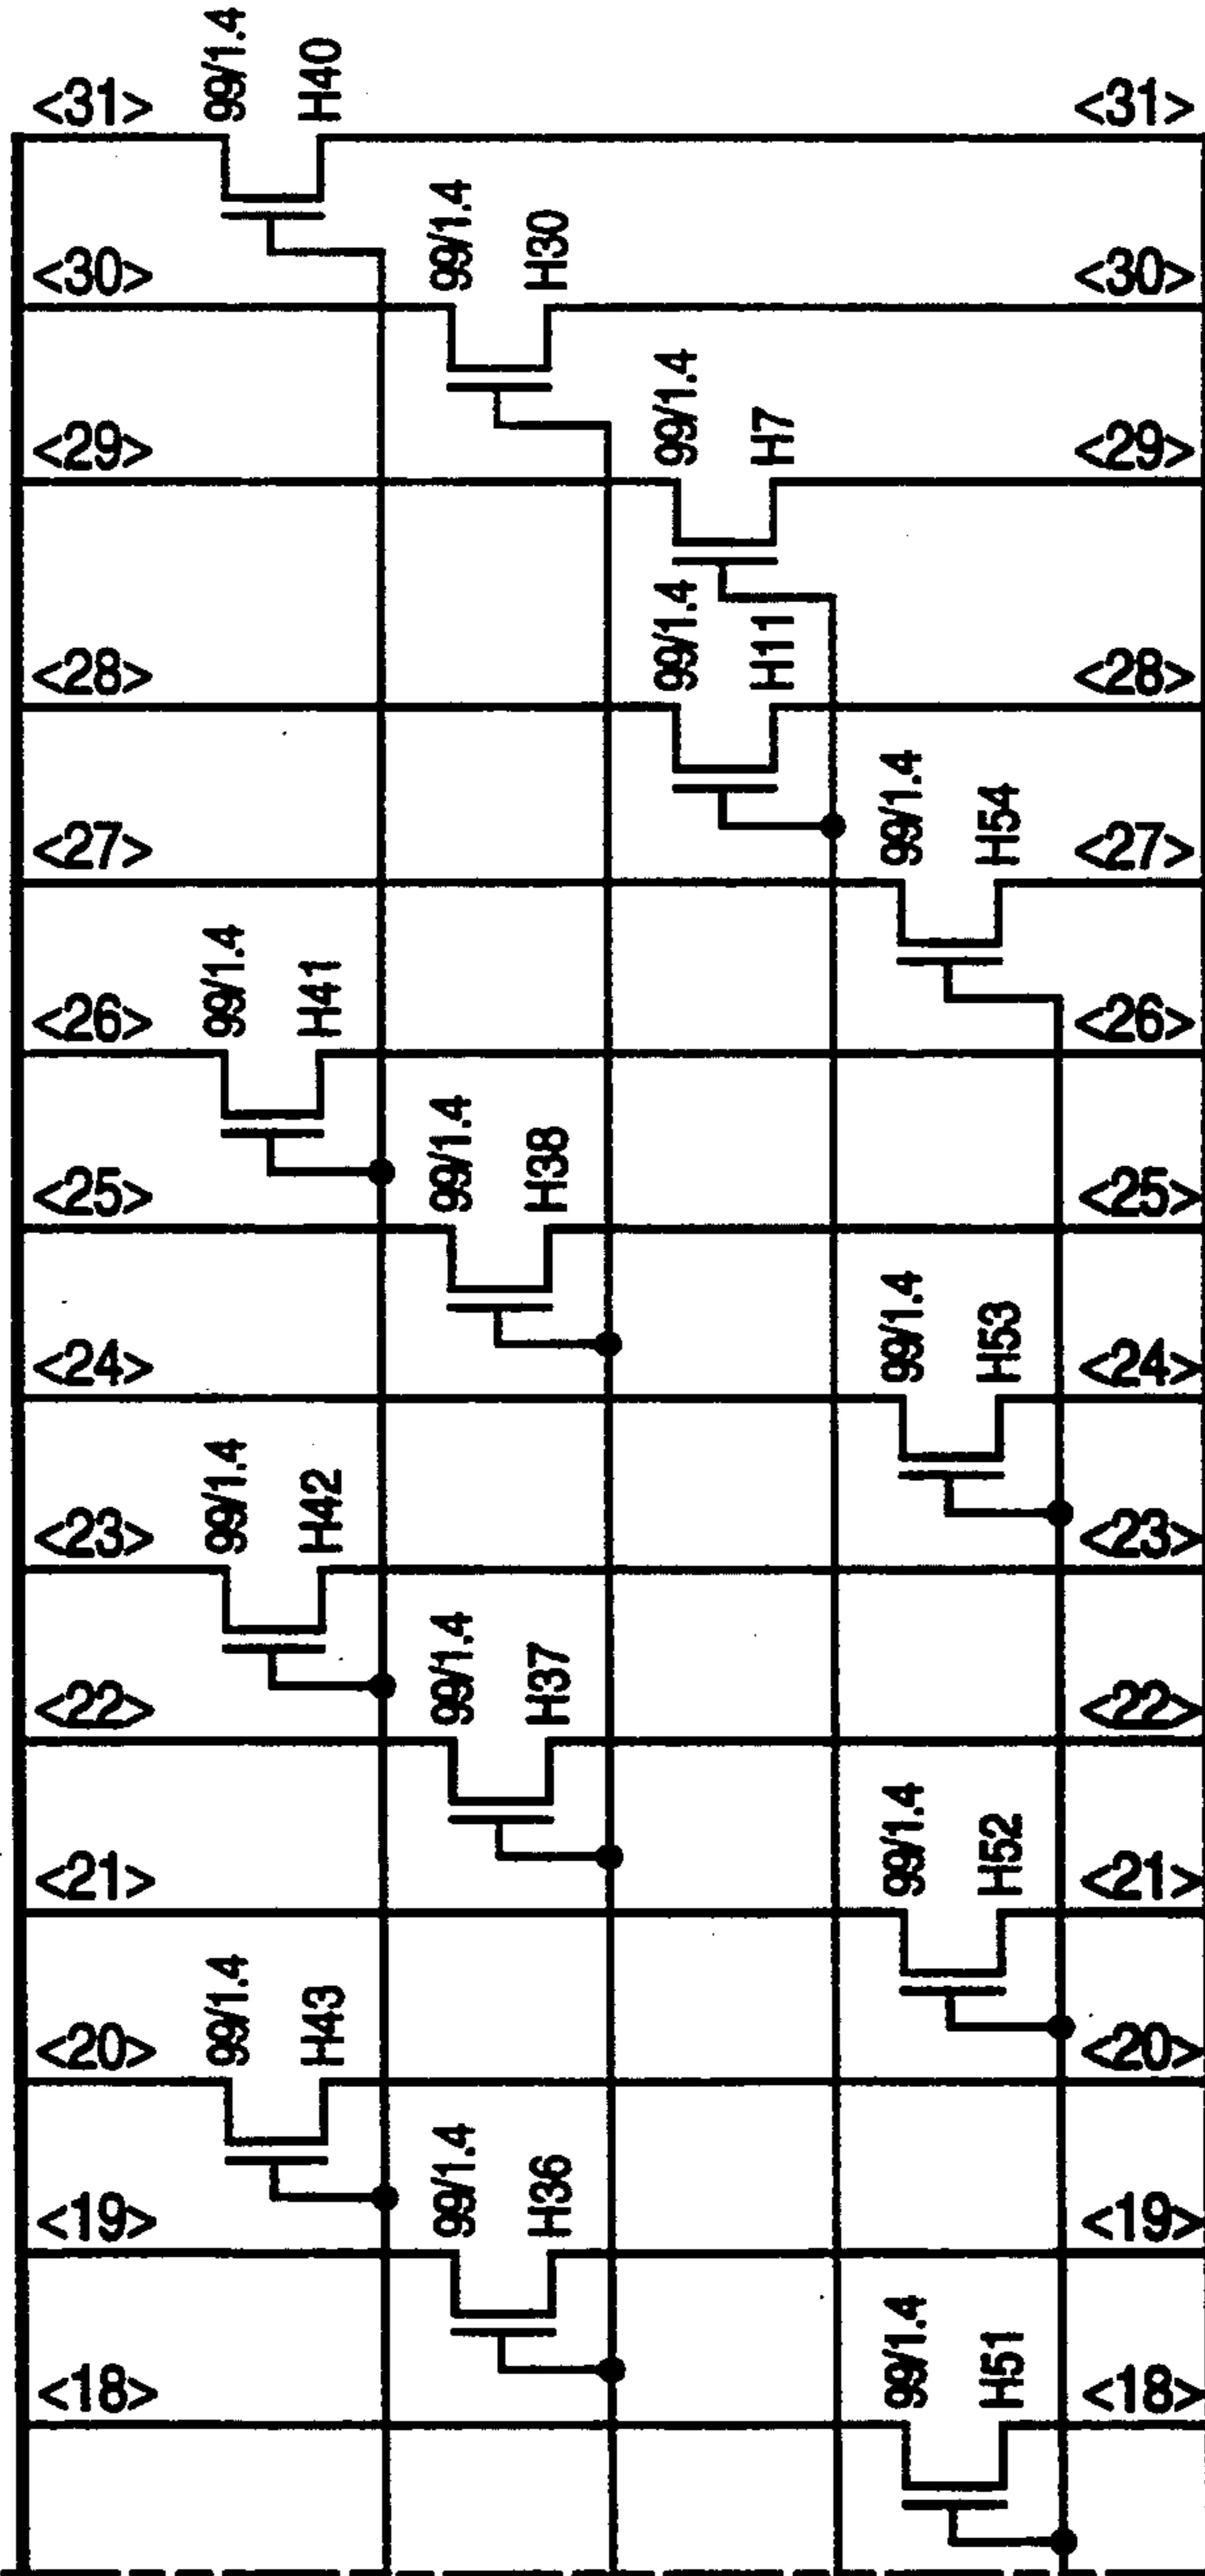 <31> 99/1.4 H40 <31>
<30> 99/1.4 H30 <30>
<29> 99/1.4 H7 <29>
<28> 99/1.4 H11 <28>
<27> 99/1.4 H54 <27>
<26> 99/1.4 H41 <26>
<25> 99/1.4 H38 <25>
<24> 99/1.4 H53 <24>
<23> 99/1.4 H42 <23>
<22> 99/1.4 H37 <22>
<21> 99/1.4 H52 <21>
<20> 99/1.4 H43 <20>
<19> 99/1.4 H36 <19>
<18> 99/1.4 H51 <18>